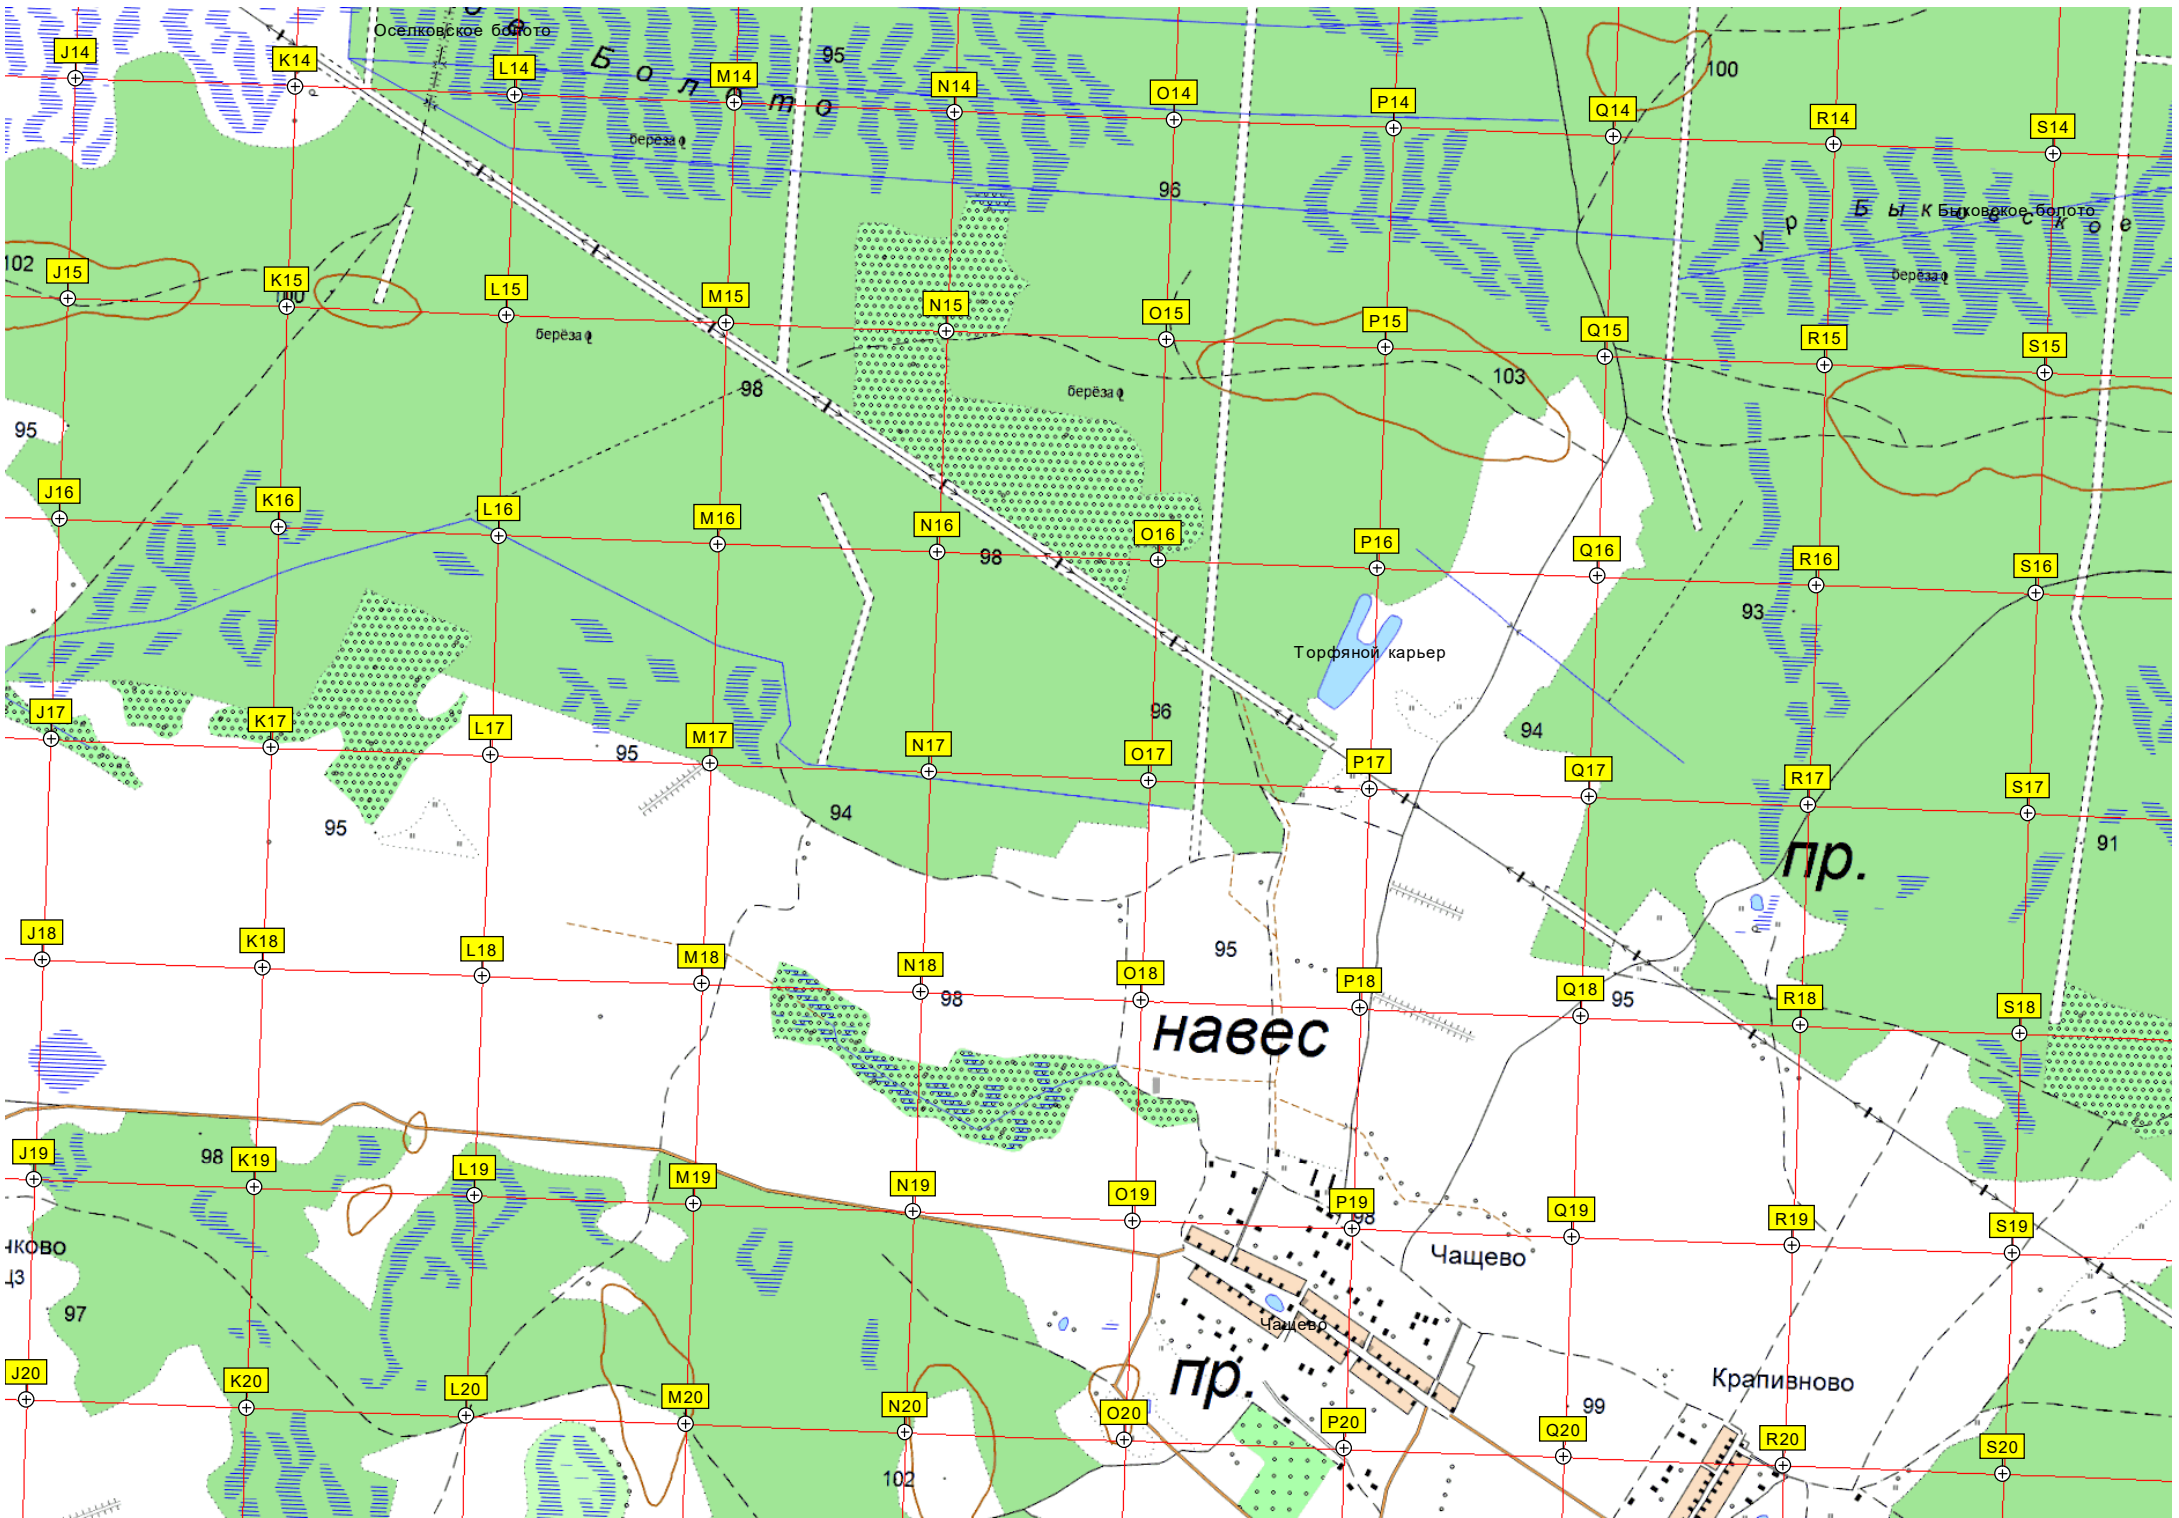 Оселковское болото
Болото
95
100
J14
K14
L14
M14
N14
O14
P14
Q14
R14
S14
берёза
96
ур. Быковское
Быковское болото
берёза
102
J15
K15
100
L15
M15
N15
O15
P15
Q15
R15
S15
берёза
98
берёза
103
95
J16
K16
L16
M16
N16
98
O16
P16
Q16
R16
S16
93
Торфяной карьер
96
94
J17
K17
L17
95
M17
N17
O17
P17
Q17
R17
S17
95
94
пр.
91
J18
K18
L18
M18
N18
98
O18
95
P18
Q18
95
R18
S18
навес
98
J19
K19
L19
M19
N19
O19
P19
98
Q19
R19
S19
Чащево
97
Чащево
пр.
Крапивново
99
J20
K20
L20
M20
N20
O20
P20
Q20
R20
S20
102